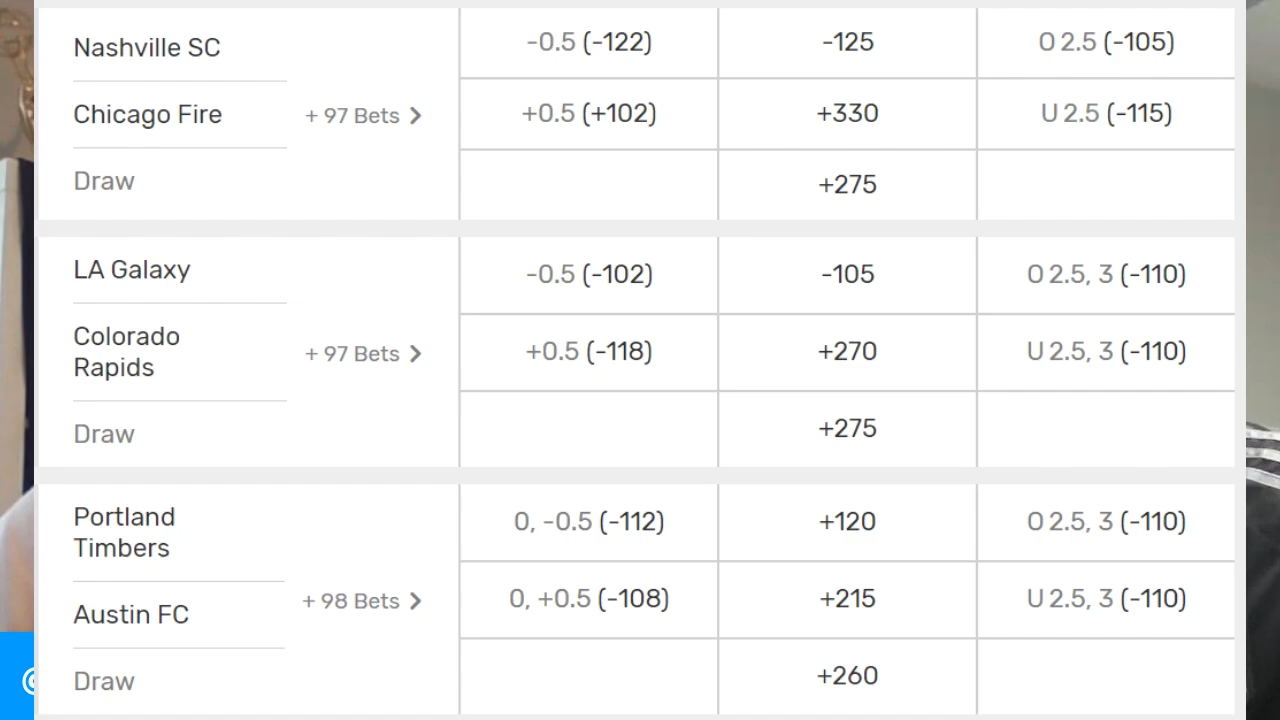 Nashville SC
-0.5 (-122)
-125
O 2.5 (-105)
Chicago Fire
+ 97 Bets
+0.5 (+102)
+330
U 2.5 (-115)
Draw
+275
LA Galaxy
-0.5 (-102)
-105
O 2.5, 3 (-110)
Colorado
Rapids
+ 97 Bets
+0.5 (-118)
+270
U 2.5, 3 (-110)
Draw
+275
Portland
Timbers
0, -0.5 (-112)
+120
O 2.5, 3 (-110)
Austin FC
+ 98 Bets
0, +0.5 (-108)
+215
U 2.5, 3 (-110)
Draw
+260